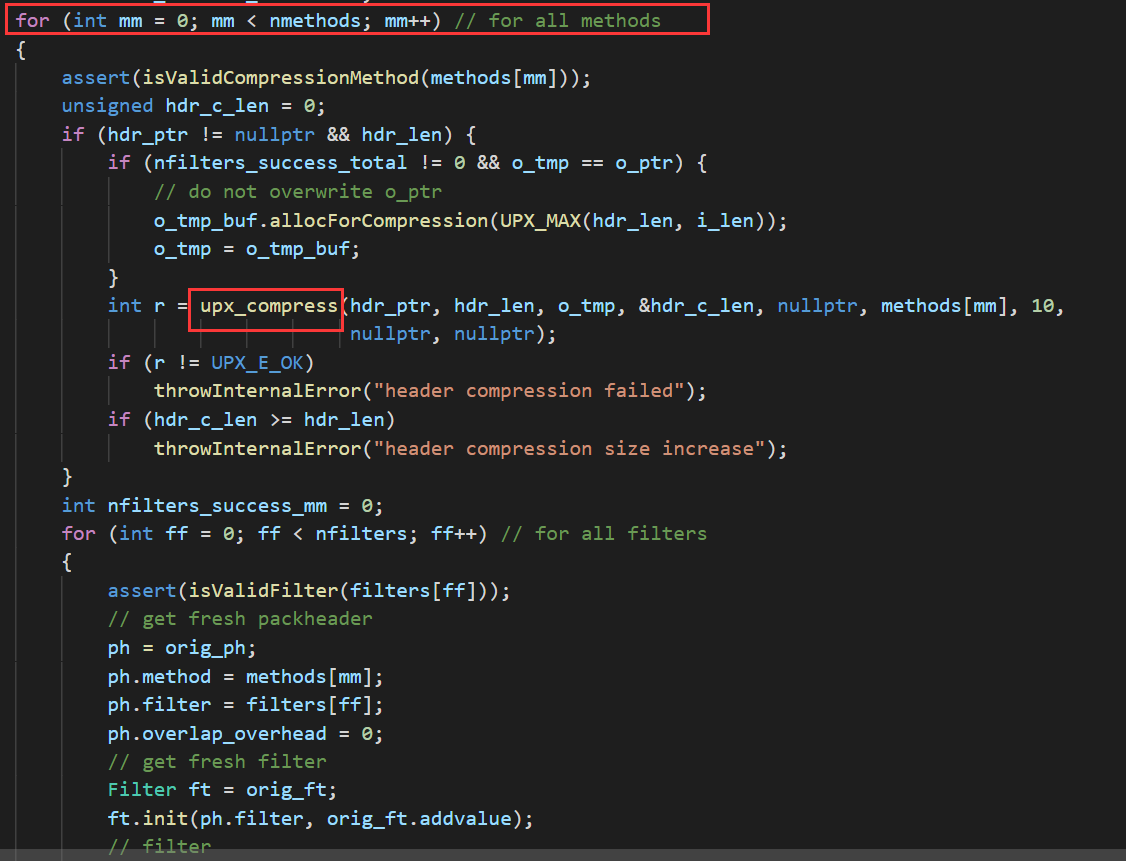 for (int mm = 0; mm < nmethods; mm++) // for all methods
{
    assert(isValidCompressionMethod(methods[mm]));
    unsigned hdr_c_len = 0;
    if (hdr_ptr != nullptr && hdr_len) {
        if (nfilters_success_total != 0 && o_tmp == o_ptr) {
            // do not overwrite o_ptr
            o_tmp_buf.allocForCompression(UPX_MAX(hdr_len, i_len));
            o_tmp = o_tmp_buf;
        }
        int r = upx_compress(hdr_ptr, hdr_len, o_tmp, &hdr_c_len, nullptr, methods[mm], 10,
                             nullptr, nullptr);
        if (r != UPX_E_OK)
            throwInternalError("header compression failed");
        if (hdr_c_len >= hdr_len)
            throwInternalError("header compression size increase");
    }
    int nfilters_success_mm = 0;
    for (int ff = 0; ff < nfilters; ff++) // for all filters
    {
        assert(isValidFilter(filters[ff]));
        // get fresh packheader
        ph = orig_ph;
        ph.method = methods[mm];
        ph.filter = filters[ff];
        ph.overlap_overhead = 0;
        // get fresh filter
        Filter ft = orig_ft;
        ft.init(ph.filter, orig_ft.addvalue);
        // filter